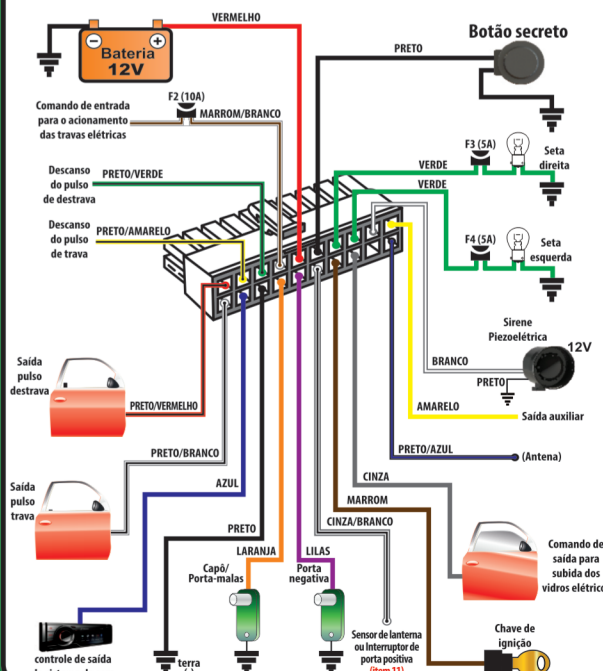 VERMELHO
Bateria
12V
Botão secreto
PRETO
F2 (10A)
Comando de entrada
para o acionamento
das travas elétricas
MARROM/BRANCO
F3 (5A)
Seta
direita
VERDE
Descanso
do pulso
de destrava
PRETO/VERDE
VERDE
Descanso
do pulso
de trava
PRETO/AMARELO
F4 (5A)
Seta
esquerda
Sirene
Piezoelétrica
12V
BRANCO
PRETO
Saída
pulso
destrava
PRETO/VERMELHO
AMARELO
Saída auxiliar
PRETO/BRANCO
PRETO/AZUL
(Antena)
Saída
pulso
trava
AZUL
CINZA
MARROM
CINZA/BRANCO
PRETO
LARANJA
LILAS
Capô/
Porta-malas
Porta
negativa
Comando de
saída para
subida dos
vidros elétrico
Sensor de lanterna
ou Interruptor de
porta positiva
(item 11)
Chave de
ignição
controle de saída
terra